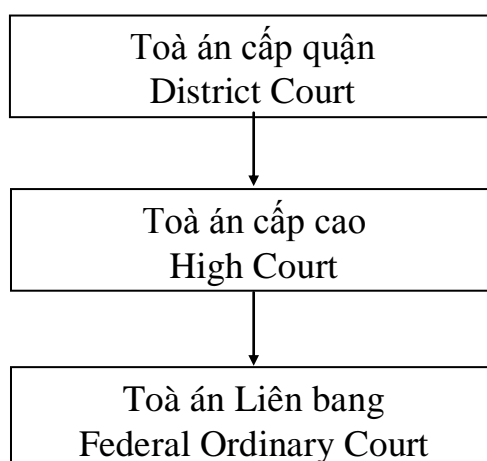 Toà án cấp quận
District Court
Toà án cấp cao
High Court
Toà án Liên bang
Federal Ordinary Court